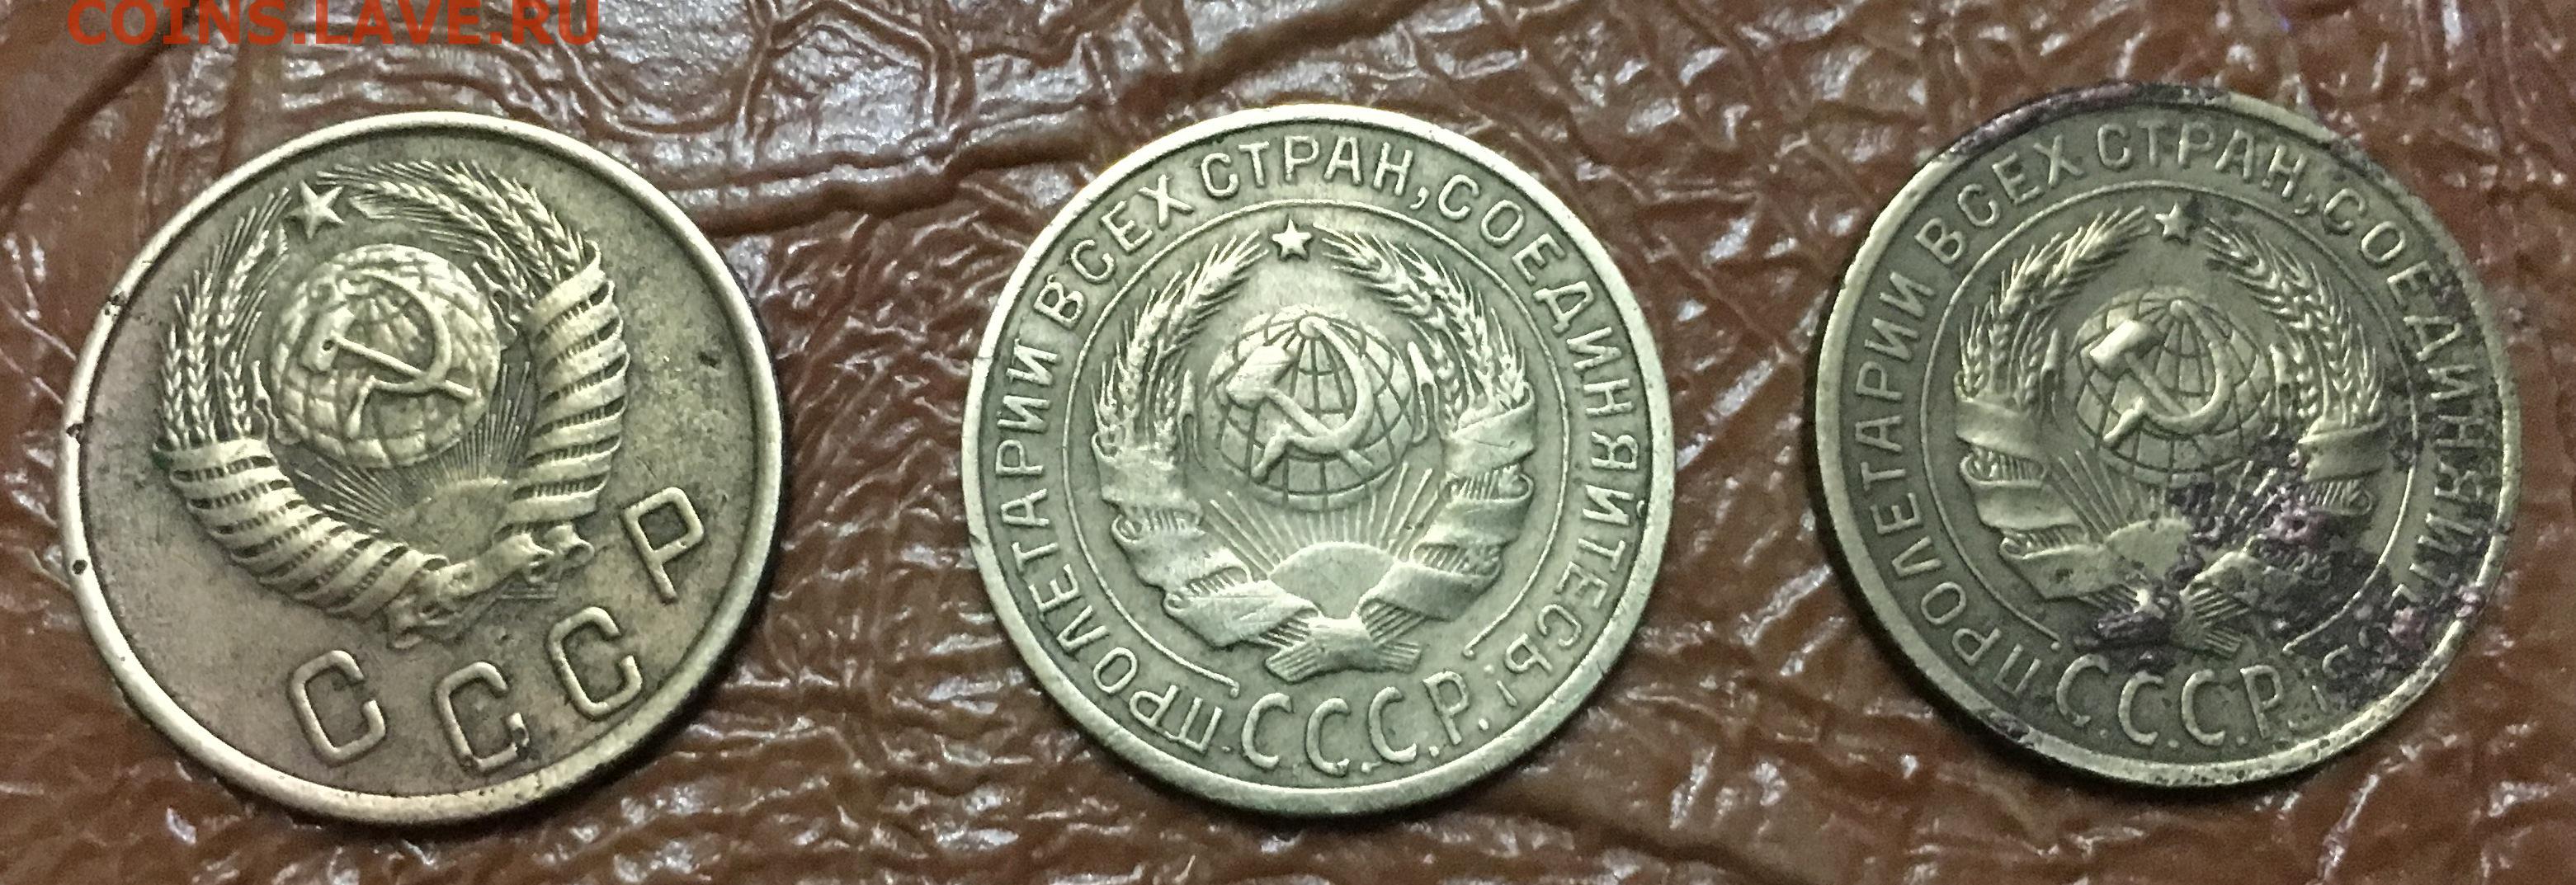 COINS.LAVE.RU
СССР
ПРОЛЕТАРИИ ВСЕХ СТРАН, СОЕДИНЯЙТЕСЬ!
С.С.С.Р.
ПРОЛЕТАРИИ ВСЕХ СТРАН, СОЕДИНЯЙТЕСЬ!
С.С.С.Р.